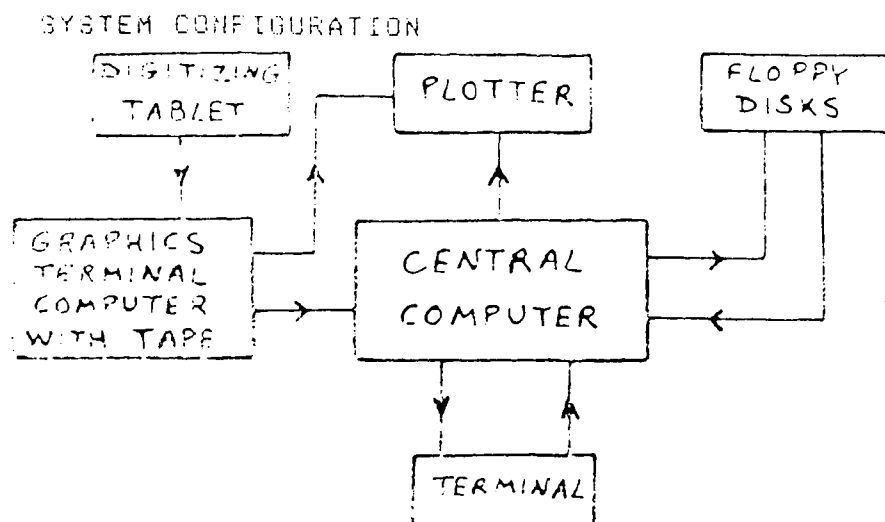 SYSTEM CONFIGURATION
DIGITIZING
TABLET
PLOTTER
FLOPPY
DISKS
GRAPHICS
TERMINAL
COMPUTER
WITH TAPE
CENTRAL
COMPUTER
TERMINAL